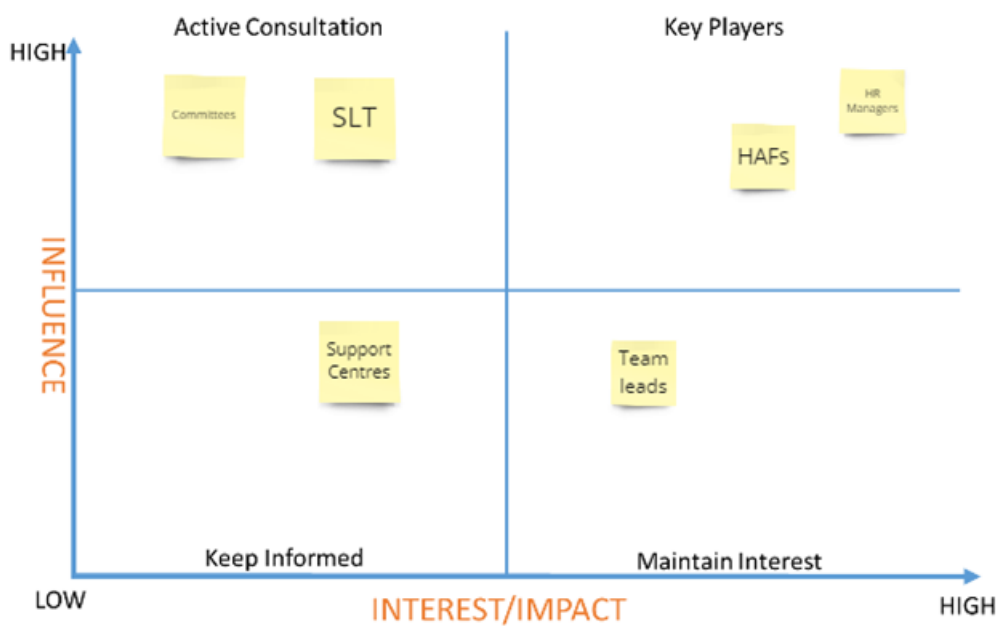 Active Consultation
Key Players
HIGH
Committees
SLT
HR
Managers
HAFs
INFLUENCE
Support
Centres
Team
leads
Keep Informed
Maintain Interest
LOW
INTEREST/IMPACT
HIGH